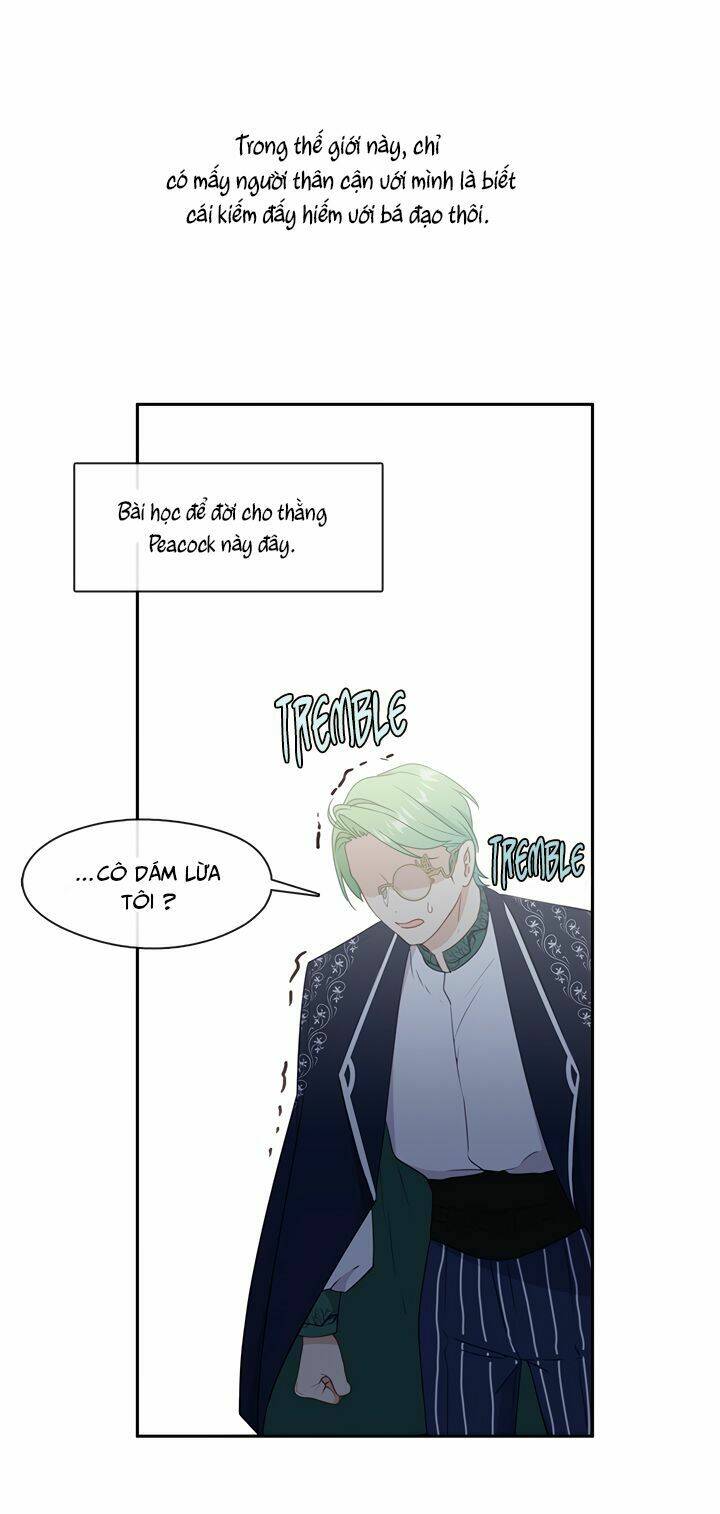 Trong thế giới này, chỉ
có mấy người thân cận với mình là biết
cái kiếm đấy hiếm với bá đạo thôi.
Bài học để đời cho thằng
Peacock này đây.
TREMBLE
TREMBLE
...CÔ DÁM LỪA
TÔI ?